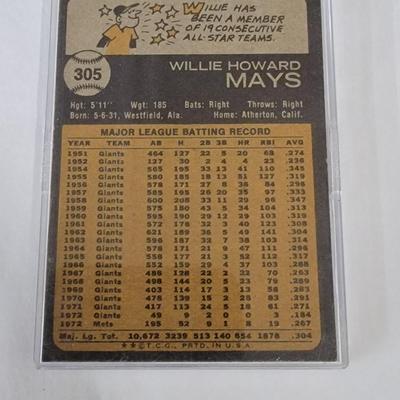 WILLIE HAS
BEEN A MEMBER
OF 19 CONSECUTIVE
ALL-STAR TEAMS.
305
WILLIE HOWARD
MAYS
Hgt: 5'11" Wgt: 185 Bats: Right Throws: Right
Born: 5-6-31, Westfield, Ala. Home: Atherton, Calif.
MAJOR LEAGUE BATTING RECORD
YEAR TEAM AB H 2B 3B HR RBI AVG
1951 Giants 464 127 22 5 20 68 .274
1952 Giants 127 30 2 4 4 23 .236
1954 Giants 565 195 33 13 41 110 .345
1955 Giants 580 185 18 13 51 127 .319
1956 Giants 578 171 27 8 36 84 .296
1957 Giants 585 195 26 20 35 97 .333
1958 Giants 600 208 33 11 29 96 .347
1959 Giants 575 180 43 5 34 104 .313
1960 Giants 595 190 29 12 29 103 .319
1961 Giants 572 176 32 3 40 123 .308
1962 Giants 621 189 36 5 49 141 .304
1963 Giants 596 187 32 7 38 103 .314
1964 Giants 578 171 21 9 47 111 .296
1965 Giants 558 177 21 3 52 112 .317
1966 Giants 552 159 29 4 37 103 .288
1967 Giants 486 128 22 2 22 70 .263
1968 Giants 498 144 20 5 23 79 .289
1969 Giants 403 114 17 3 13 58 .283
1970 Giants 478 139 15 2 28 83 .291
1971 Giants 417 113 24 5 18 61 .271
1972 Giants 49 9 2 0 0 3 .184
1972 Mets 195 52 9 1 8 19 .267
Maj. Lg. Tot. 10,672 3239 513 140 654 1878 .304
★★©T.C.G., PRTD. IN U.S.A.